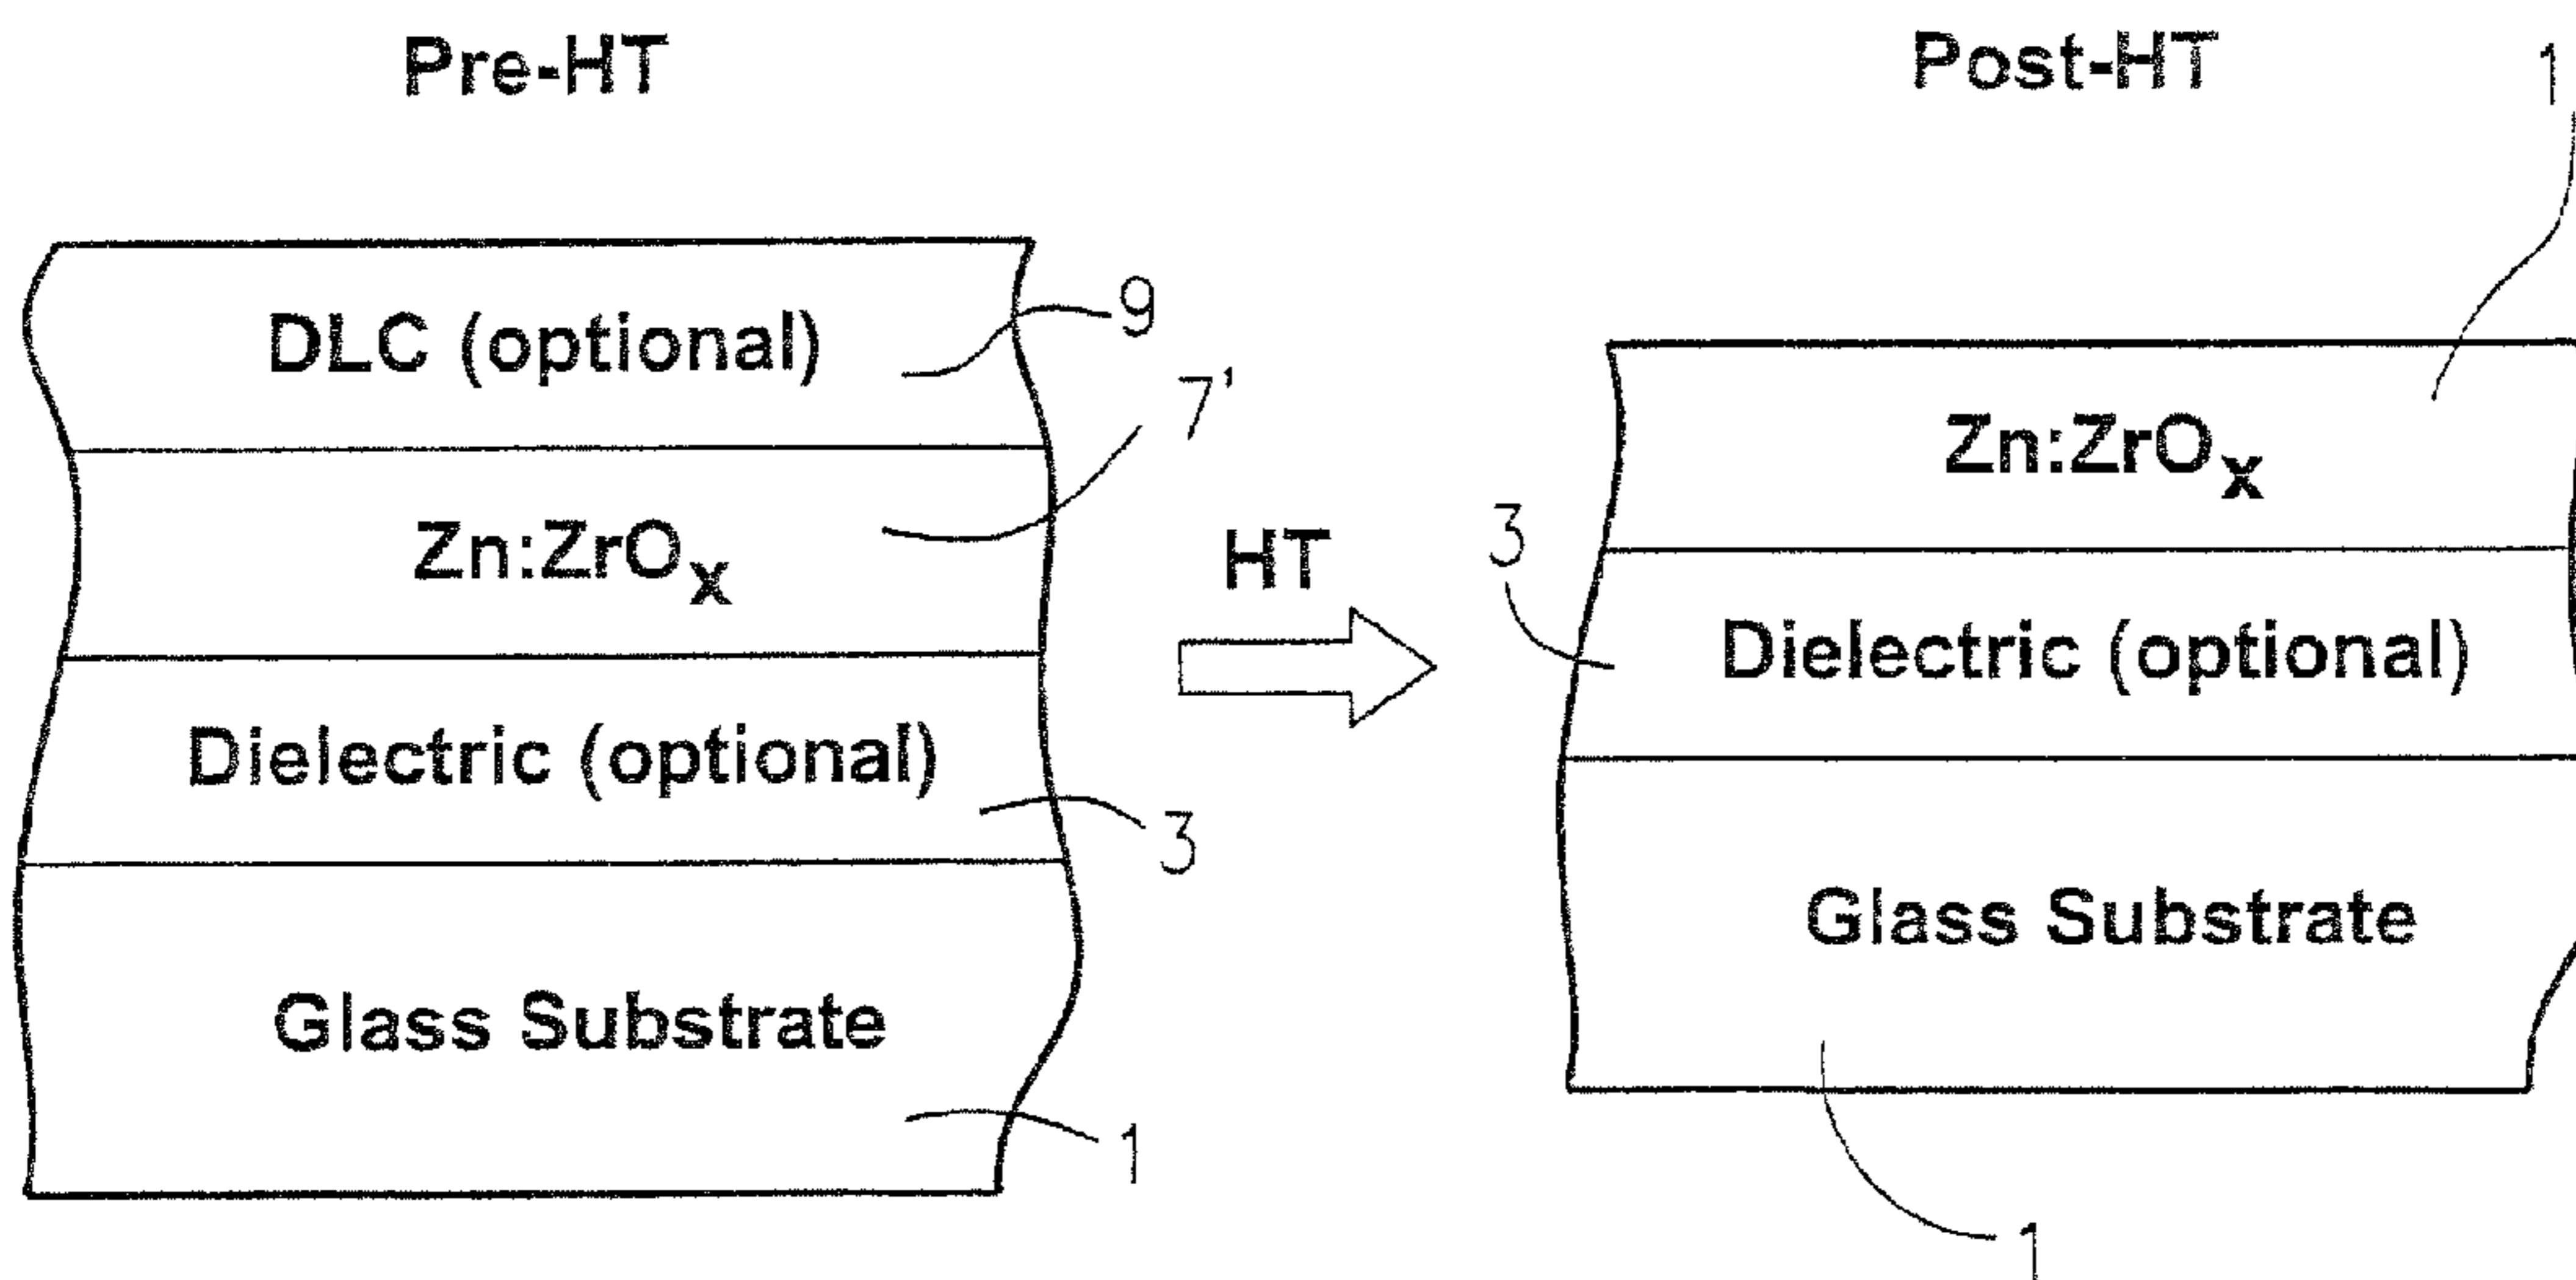 Pre-HT
DLC (optional)
9
7'
Zn:ZrOx
Dielectric (optional)
3
Glass Substrate
1
HT
Post-HT
1
Zn:ZrOx
3
Dielectric (optional)
Glass Substrate
1